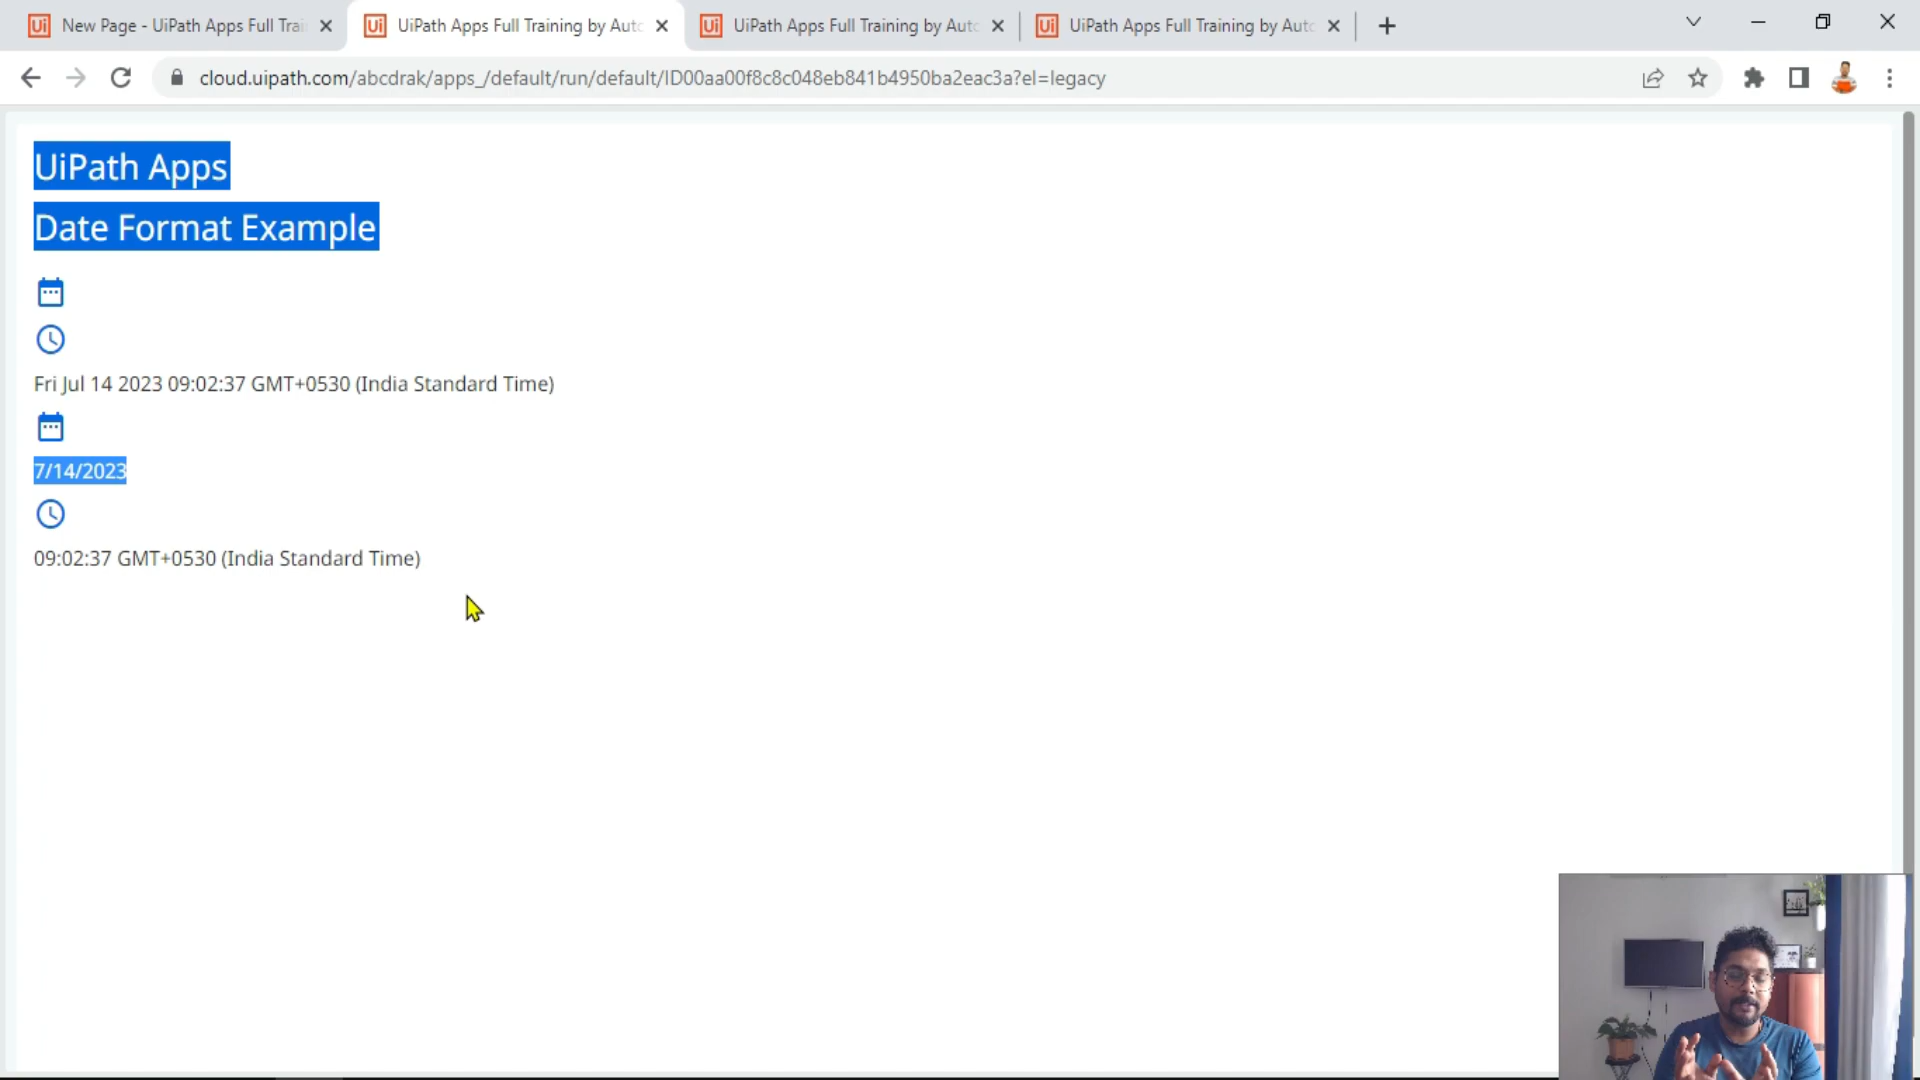 New Page - UiPath Apps Full Trai
UiPath Apps Full Training by Auto
UiPath Apps Full Training by Auto
UiPath Apps Full Training by Auto
cloud.uipath.com/abcdrak/apps_/default/run/default/ID00aa00f8c8c048eb841b4950ba2eac3a?el=legacy
UiPath Apps
Date Format Example
Fri Jul 14 2023 09:02:37 GMT+0530 (India Standard Time)
7/14/2023
09:02:37 GMT+0530 (India Standard Time)